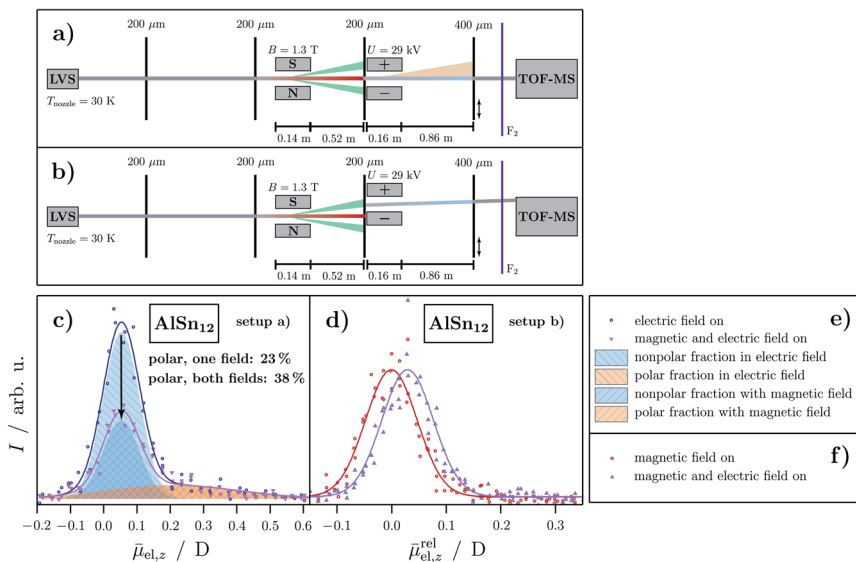 a)
200 μm 200 μm 200 μm 400 μm
B = 1.3 T U = 29 kV
LVS S + TOF-MS
N −
T_nozzle = 30 K
F₂
0.14 m 0.52 m 0.16 m 0.86 m
b)
200 μm 200 μm 200 μm 400 μm
U = 29 kV
B = 1.3 T +
S
LVS − TOF-MS
N
T_nozzle = 30 K
F₂
0.14 m 0.52 m 0.16 m 0.86 m
c) AlSn₁₂ setup a)
polar, one field: 23 %
polar, both fields: 38 %
I / arb. u.
−0.2 −0.1 0.0 0.1 0.2 0.3 0.4 0.5 0.6
μ̄_el,z / D
d) AlSn₁₂ setup b)
−0.1 0.0 0.1 0.2 0.3
μ̄^rel_el,z / D
e)
electric field on
magnetic and electric field on
nonpolar fraction in electric field
polar fraction in electric field
nonpolar fraction with magnetic field
polar fraction with magnetic field
f)
magnetic field on
magnetic and electric field on